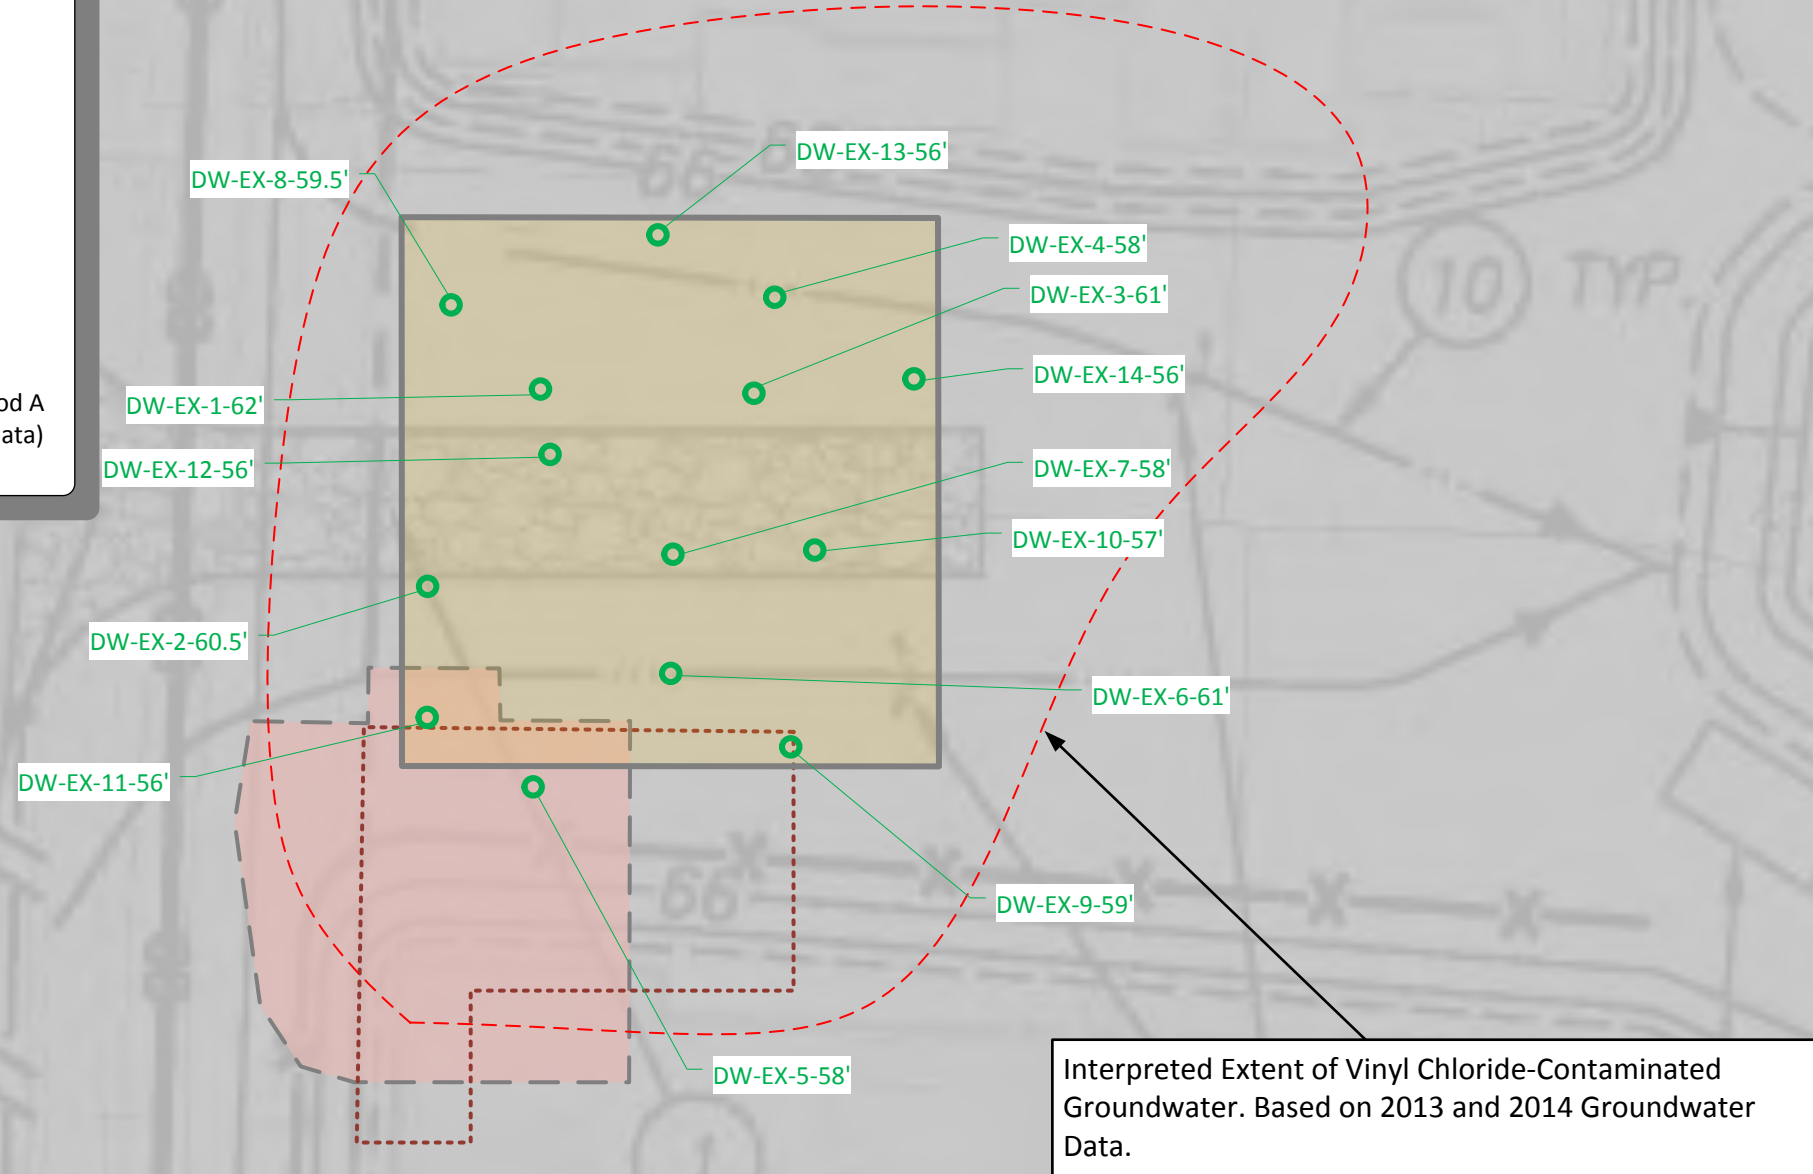 DW-EX-13-56'
DW-EX-8-59.5'
66
DW-EX-4-58'
10 TYP.
DW-EX-3-61'
DW-EX-14-56'
od A
DW-EX-1-62'
ata)
DW-EX-12-56'
DW-EX-7-58'
DW-EX-10-57'
DW-EX-2-60.5'
DW-EX-6-61'
DW-EX-11-56'
66
DW-EX-9-59'
DW-EX-5-58'
1
Interpreted Extent of Vinyl Chloride-Contaminated
Groundwater. Based on 2013 and 2014 Groundwater
Data.